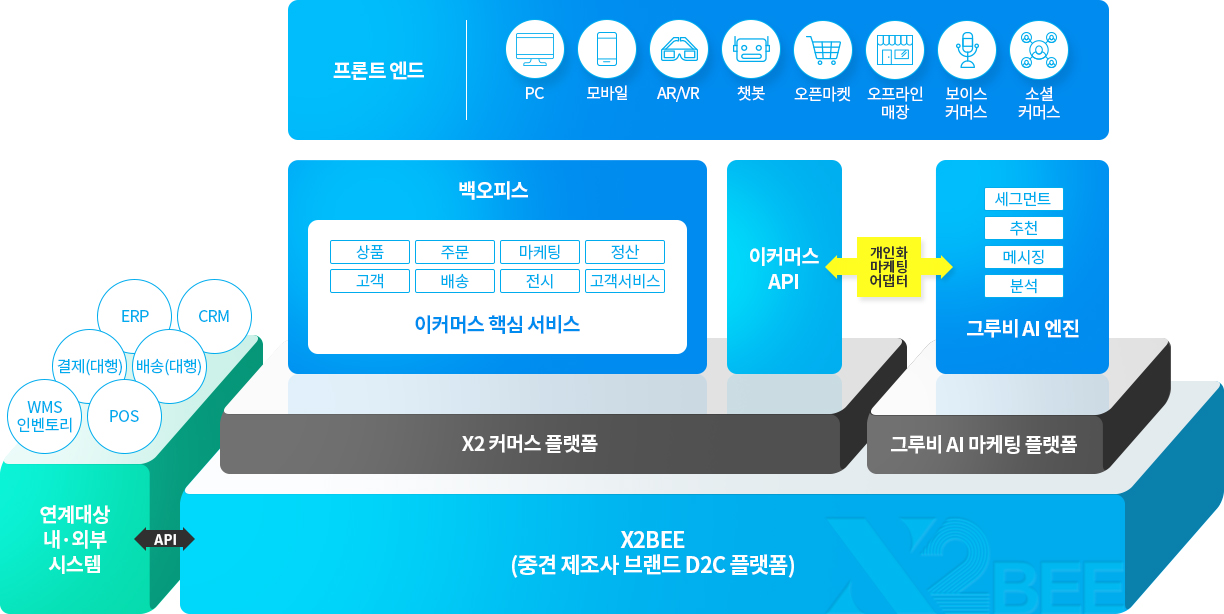 프론트 엔드
PC
모바일
AR/VR
챗봇
오픈마켓
오프라인
매장
보이스
커머스
소셜
커머스
백오피스
상품
주문
마케팅
정산
고객
배송
전시
고객서비스
이커머스 핵심 서비스
이커머스
API
개인화
마케팅
어댑터
세그먼트
추천
메시징
분석
그루비 AI 엔진
ERP
CRM
결제(대행)
배송(대행)
WMS
인벤토리
POS
X2 커머스 플랫폼
그루비 AI 마케팅 플랫폼
연계대상
내·외부
시스템
API
X2BEE
(중견 제조사 브랜드 D2C 플랫폼)
X2BEE